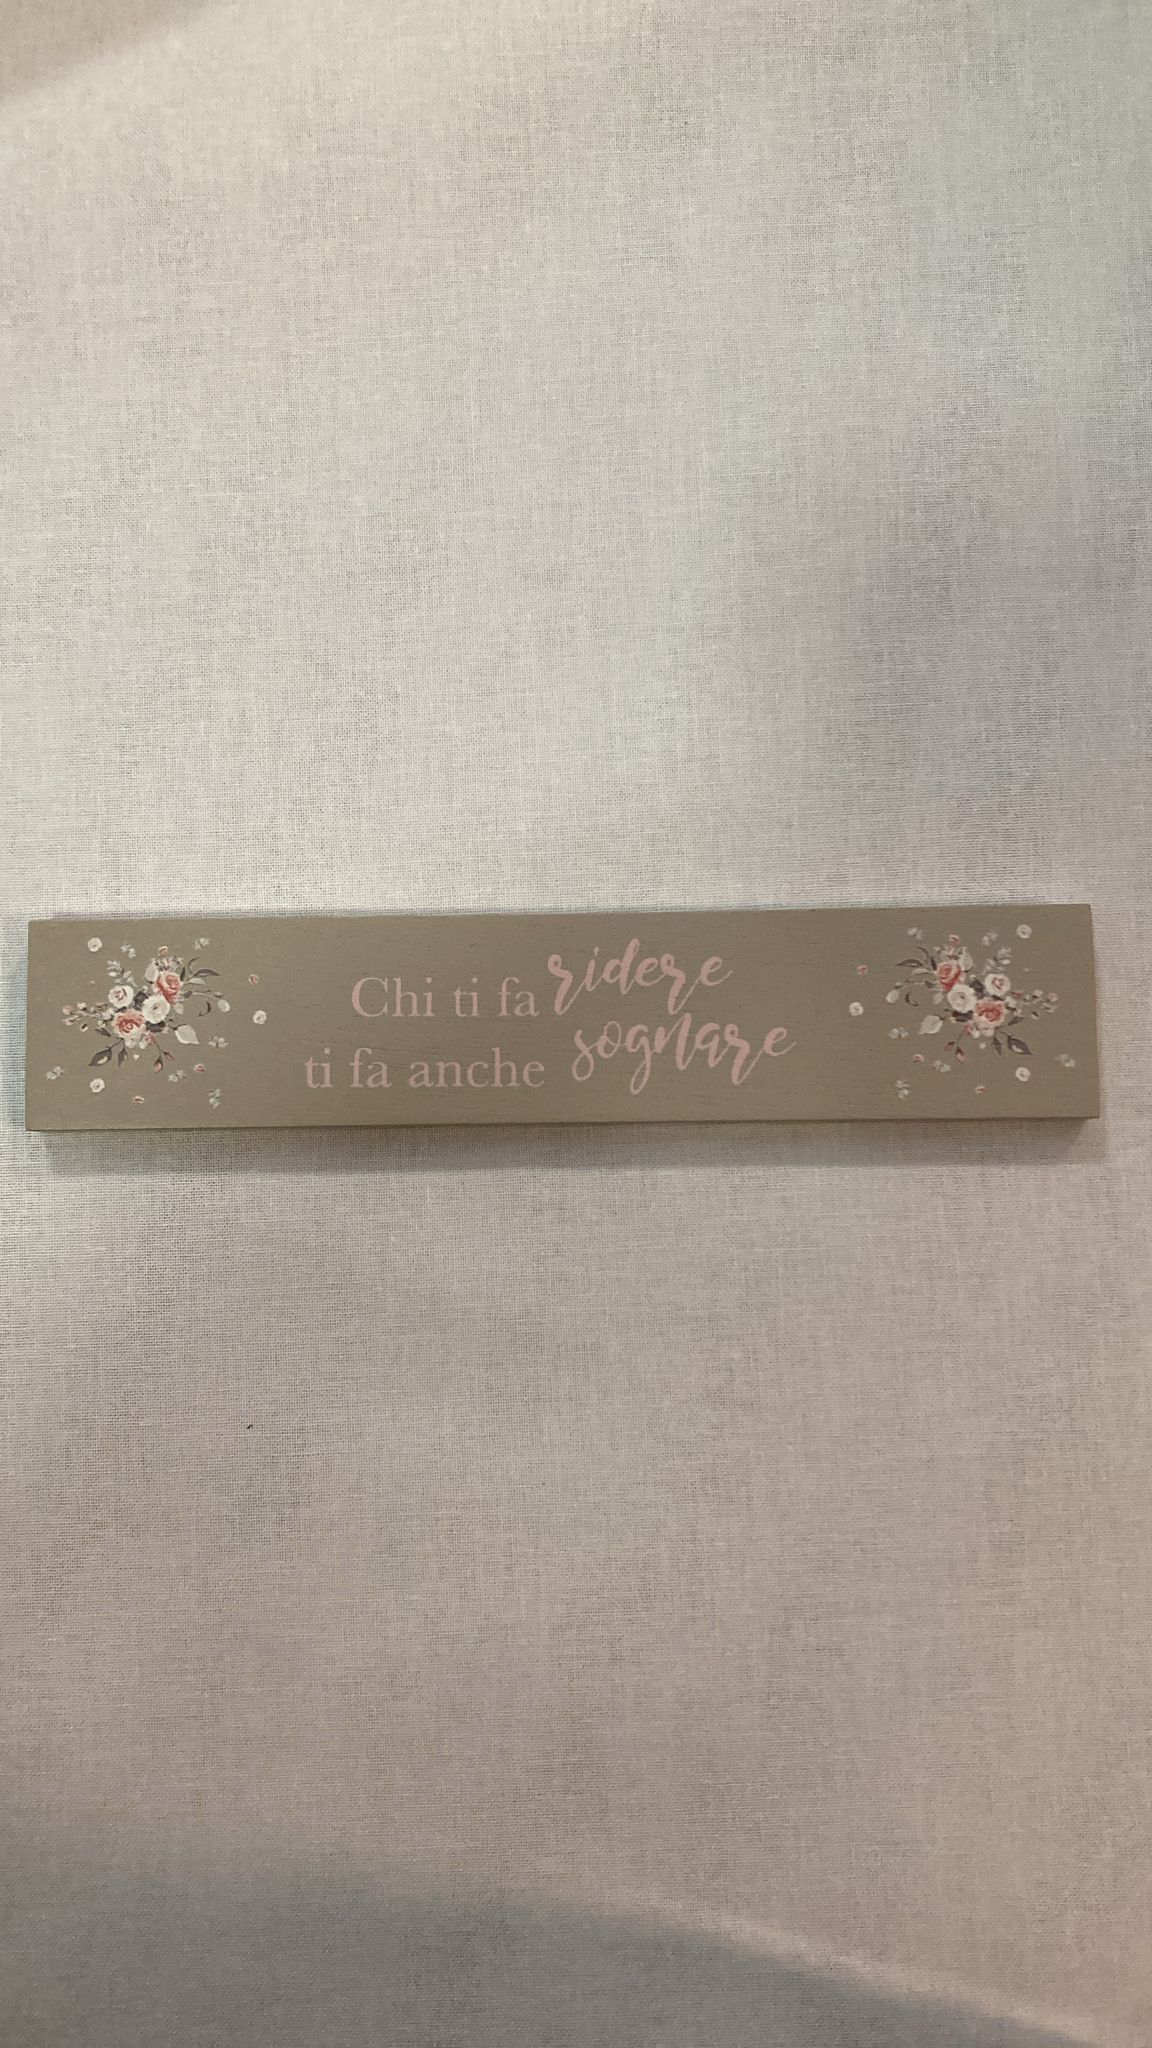 Chi ti fa ridere
ti fa anche sognare